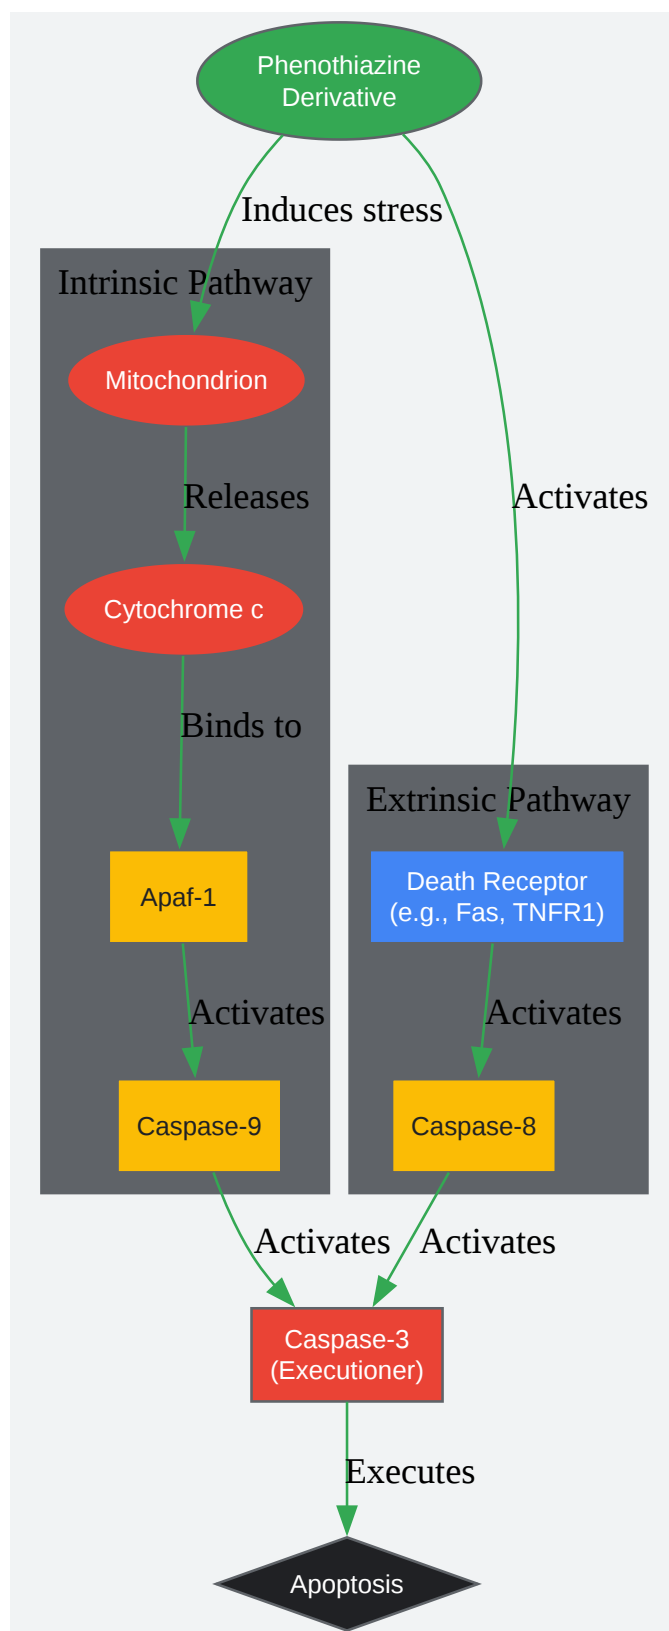 Phenothiazine
Derivative
Induces stress
Intrinsic Pathway
Mitochondrion
Releases
Activates
Cytochrome c
Binds to
Extrinsic Pathway
Apaf-1
Death Receptor
(e.g., Fas, TNFR1)
Activates
Activates
Caspase-9
Caspase-8
Activates
Activates
Caspase-3
(Executioner)
Executes
Apoptosis